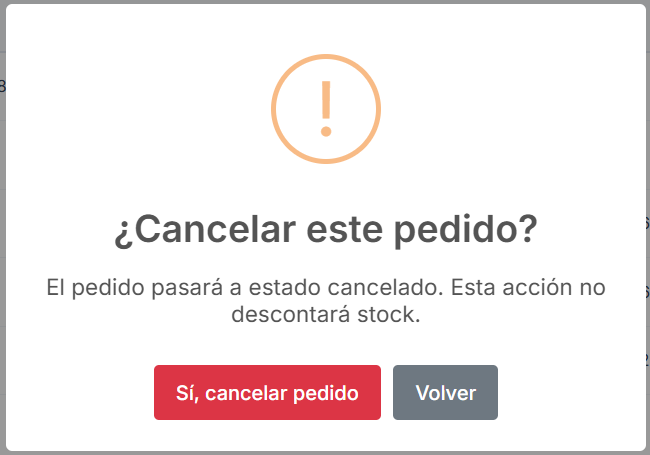 ¿Cancelar este pedido?
El pedido pasará a estado cancelado. Esta acción no
descontará stock.
Sí, cancelar pedido
Volver